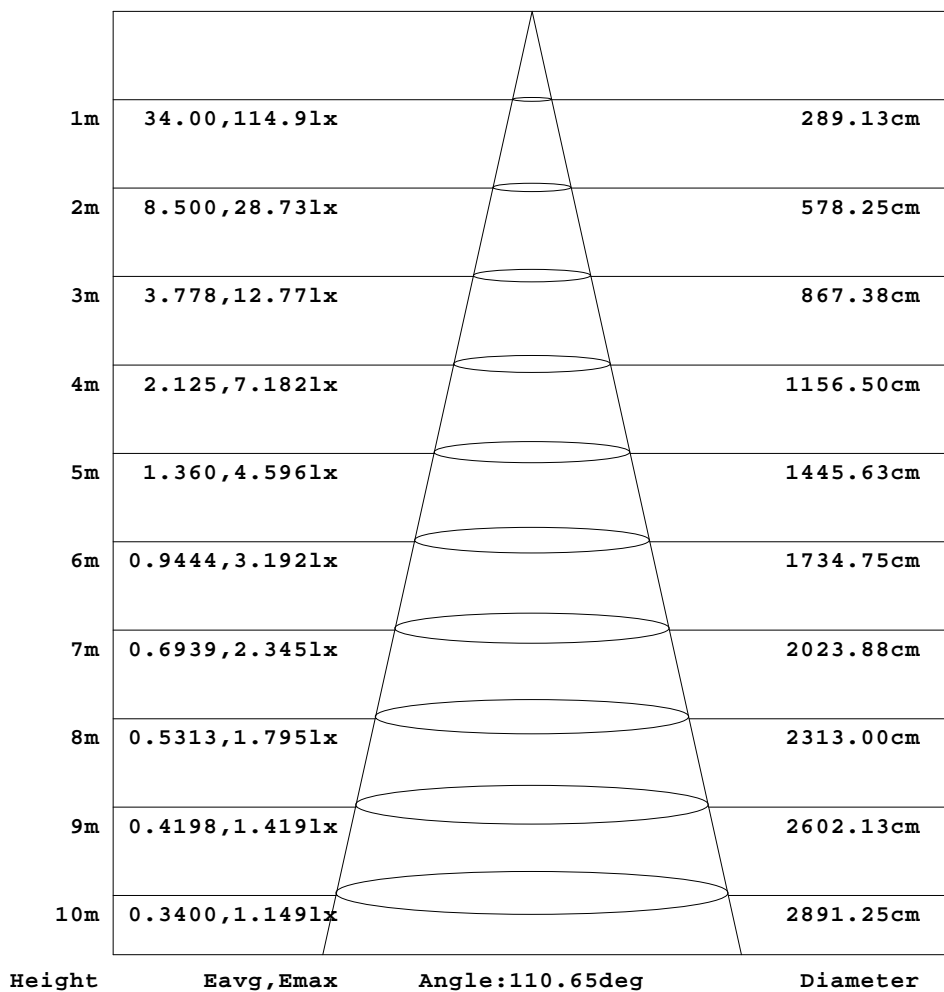 1m 34.00,114.9lx 289.13cm
2m 8.500,28.73lx 578.25cm
3m 3.778,12.77lx 867.38cm
4m 2.125,7.182lx 1156.50cm
5m 1.360,4.596lx 1445.63cm
6m 0.9444,3.192lx 1734.75cm
7m 0.6939,2.345lx 2023.88cm
8m 0.5313,1.795lx 2313.00cm
9m 0.4198,1.419lx 2602.13cm
10m 0.3400,1.149lx 2891.25cm
Height Eavg,Emax Angle:110.65deg Diameter